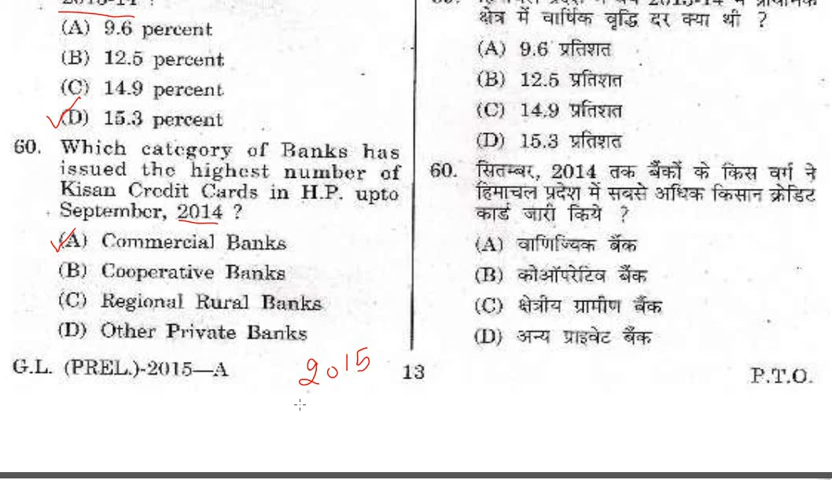 2013-14 ?
(A) 9.6 percent
(B) 12.5 percent
(C) 14.9 percent
(D) 15.3 percent
60. Which category of Banks has
issued the highest number of
Kisan Credit Cards in H.P. upto
September, 2014 ?
(A) Commercial Banks
(B) Cooperative Banks
(C) Regional Rural Banks
(D) Other Private Banks
G.L. (PREL.)-2015—A
2015
13
क्षेत्र में वार्षिक वृद्धि दर क्या थी ?
(A) 9.6 प्रतिशत
(B) 12.5 प्रतिशत
(C) 14.9 प्रतिशत
(D) 15.3 प्रतिशत
60. सितम्बर, 2014 तक बैंकों के किस वर्ग ने
हिमाचल प्रदेश में सबसे अधिक किसान क्रेडिट
कार्ड जारी किये ?
(A) वाणिज्यिक बैंक
(B) कोऑपरेटिव बैंक
(C) क्षेत्रीय ग्रामीण बैंक
(D) अन्य प्राइवेट बैंक
P.T.O.